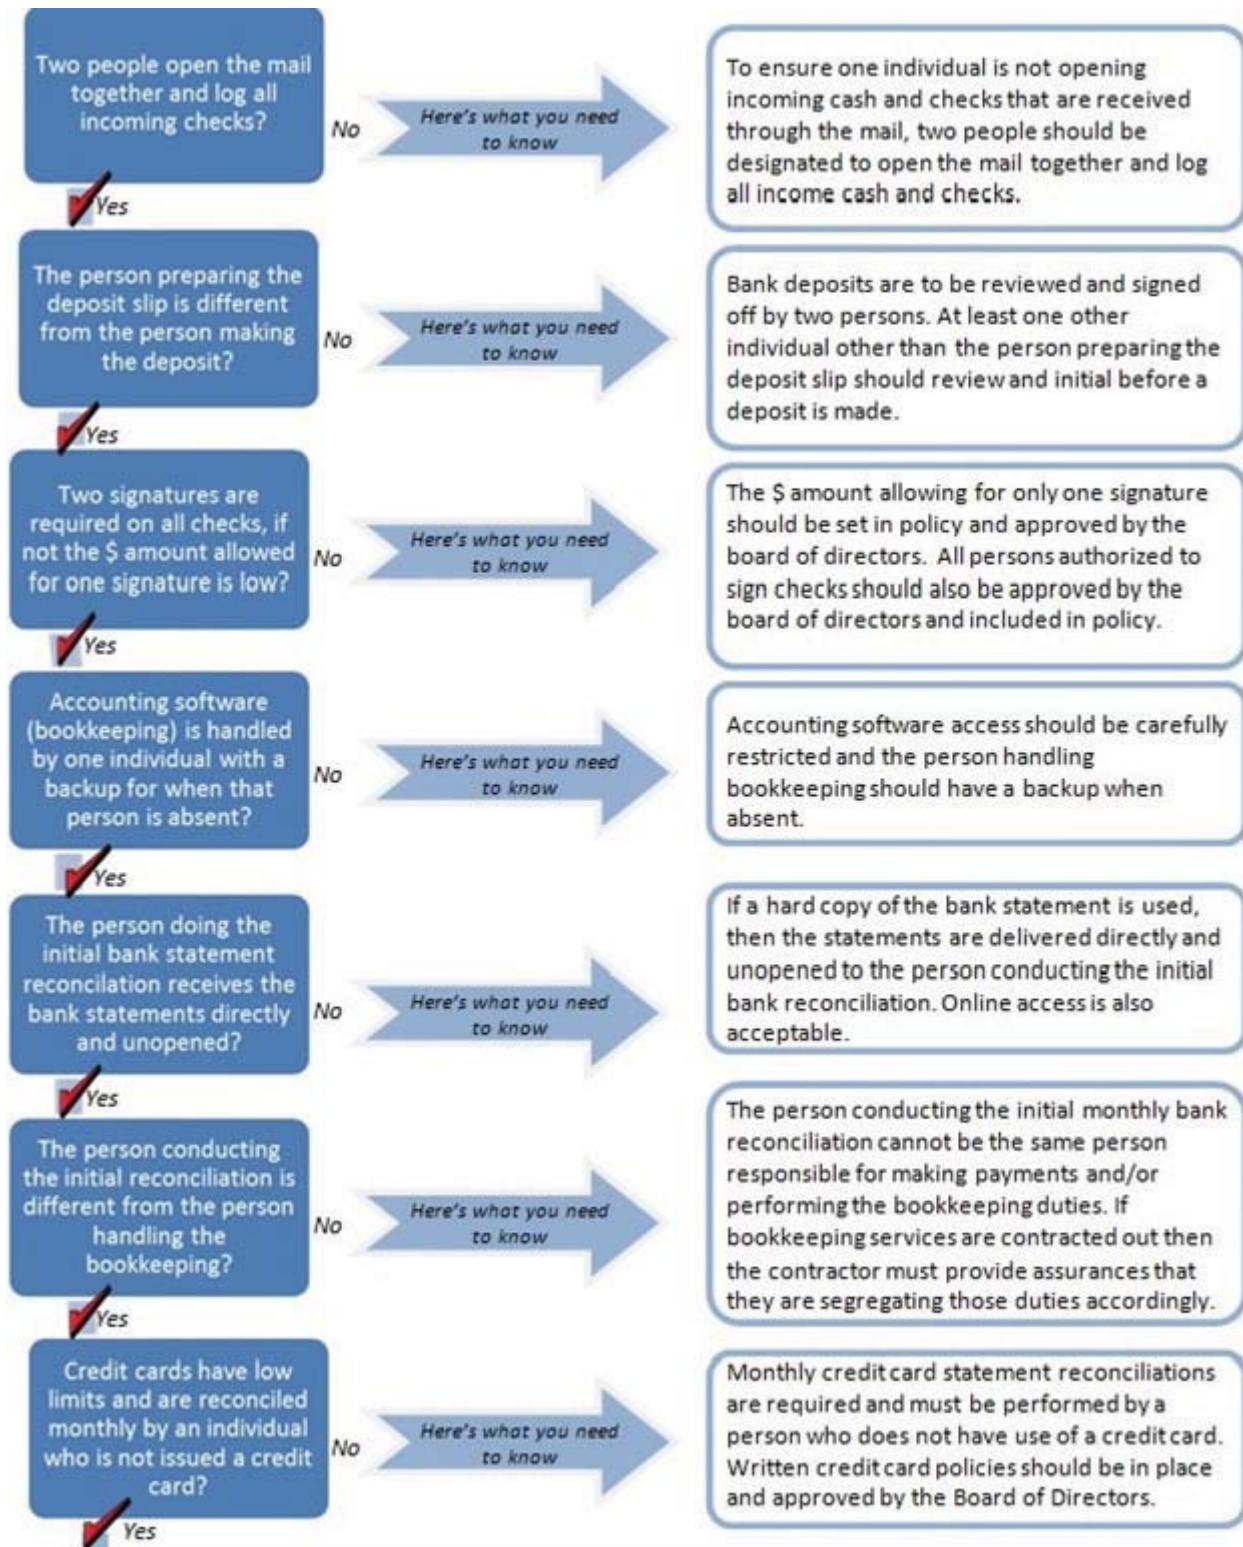 Two people open the mail
together and log all
incoming checks?
No
Here's what you need
to know
To ensure one individual is not opening
incoming cash and checks that are received
through the mail, two people should be
designated to open the mail together and log
all income cash and checks.
Yes
The person preparing the
deposit slip is different
from the person making
the deposit?
No
Here's what you need
to know
Bank deposits are to be reviewed and signed
off by two persons. At least one other
individual other than the person preparing the
deposit slip should review and initial before a
deposit is made.
Yes
Two signatures are
required on all checks, if
not the $ amount allowed
for one signature is low?
No
Here's what you need
to know
The $ amount allowing for only one signature
should be set in policy and approved by the
board of directors. All persons authorized to
sign checks should also be approved by the
board of directors and included in policy.
Yes
Accounting software
(bookkeeping) is handled
by one individual with a
backup for when that
person is absent?
No
Here's what you need
to know
Accounting software access should be carefully
restricted and the person handling
bookkeeping should have a backup when
absent.
Yes
The person doing the
initial bank statement
reconcilation receives the
bank statements directly
and unopened?
No
Here's what you need
to know
If a hard copy of the bank statement is used,
then the statements are delivered directly and
unopened to the person conducting the initial
bank reconciliation. Online access is also
acceptable.
Yes
The person conducting
the initial reconciliation is
different from the person
handling the
bookkeeping?
No
Here's what you need
to know
The person conducting the initial monthly bank
reconciliation cannot be the same person
responsible for making payments and/or
performing the bookkeeping duties. If
bookkeeping services are contracted out then
the contractor must provide assurances that
they are segregating those duties accordingly.
Yes
Credit cards have low
limits and are reconciled
monthly by an individual
who is not issued a credit
card?
No
Here's what you need
to know
Monthly credit card statement reconciliations
are required and must be performed by a
person who does not have use of a credit card.
Written credit card policies should be in place
and approved by the Board of Directors.
Yes